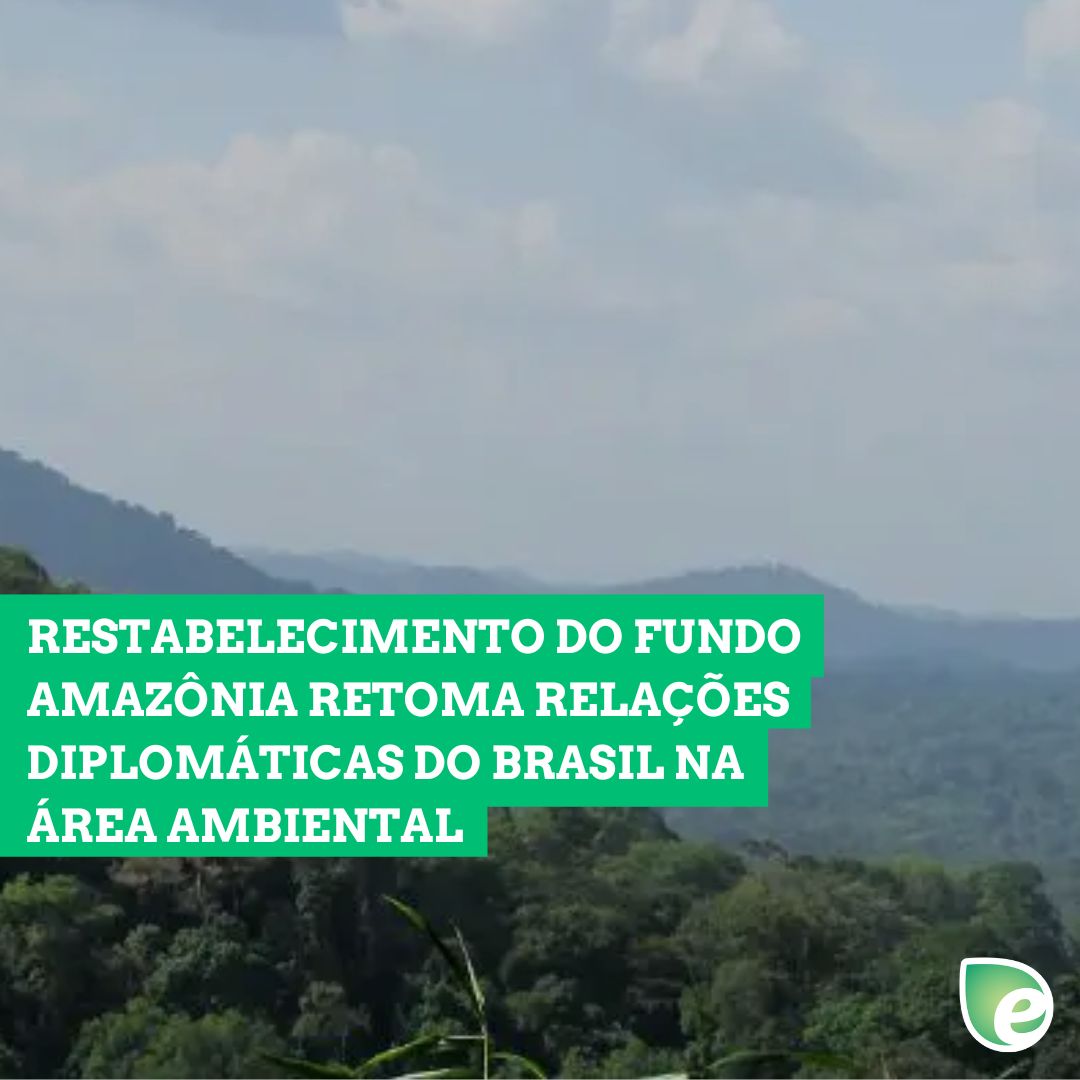 RESTABELECIMENTO DO FUNDO
AMAZÔNIA RETOMA RELAÇÕES
DIPLOMÁTICAS DO BRASIL NA
ÁREA AMBIENTAL
e